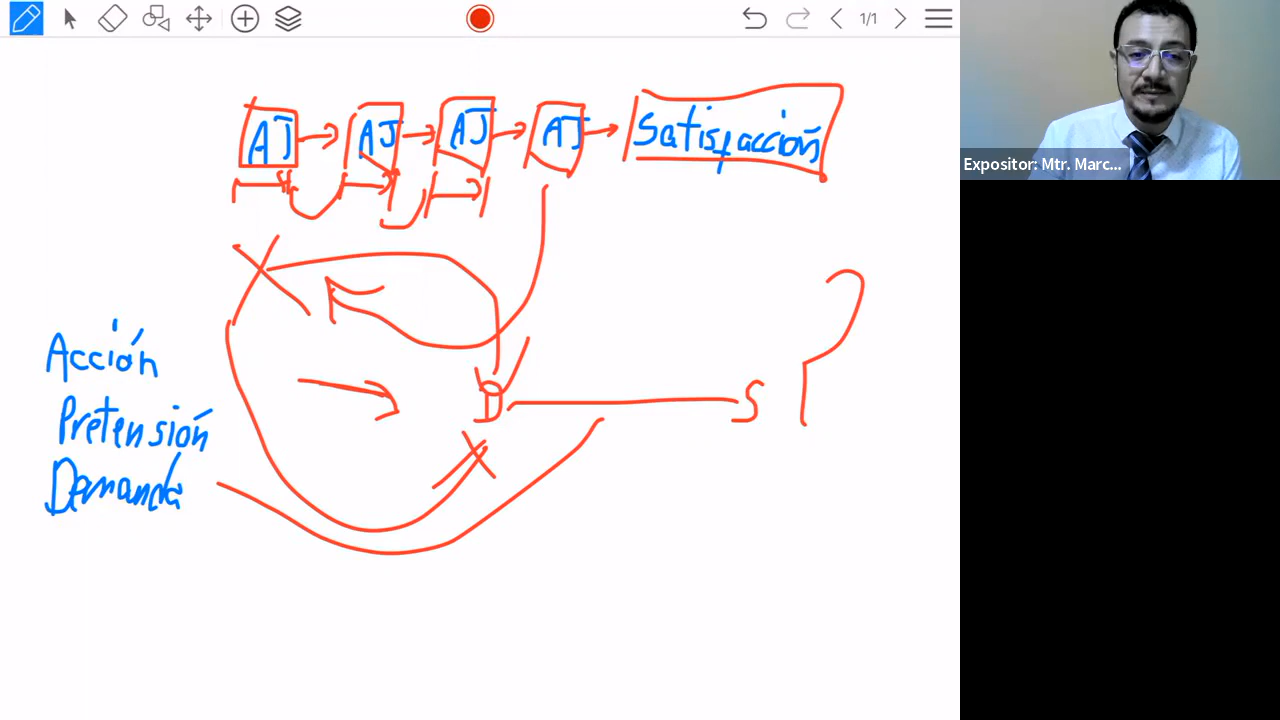 1/1
AJ AJ AJ AJ Satisfacción
Expositor: Mtr. Marc...
Acción
Pretensión
Demanda
D S